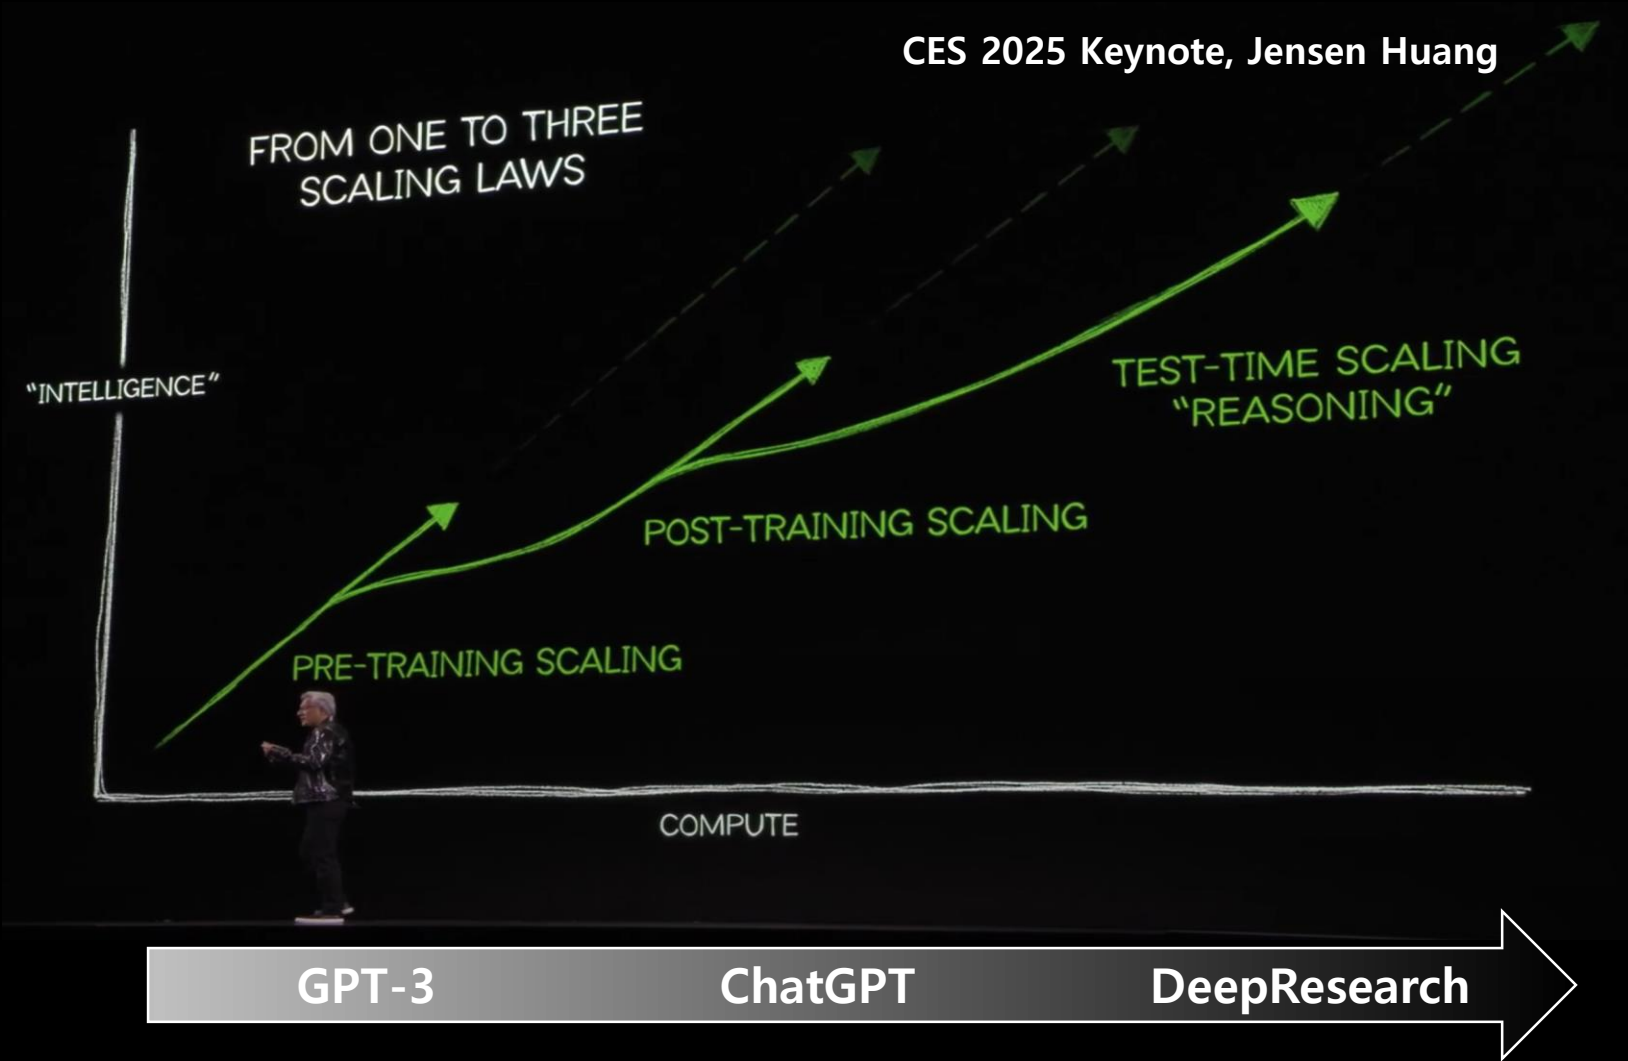 CES 2025 Keynote, Jensen Huang
FROM ONE TO THREE
SCALING LAWS
"INTELLIGENCE"
TEST-TIME SCALING
"REASONING"
POST-TRAINING SCALING
PRE-TRAINING SCALING
COMPUTE
GPT-3
ChatGPT
DeepResearch